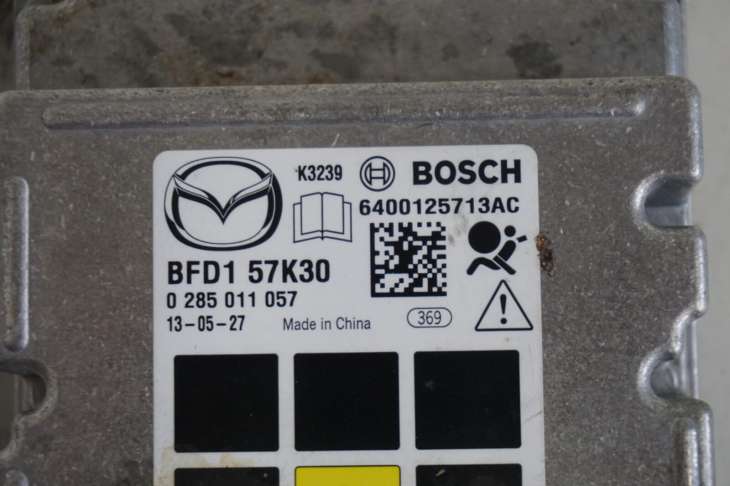 K3239 BOSCH
6400125713AC
BFD1 57K30
0 285 011 057
13-05-27 Made in China 369